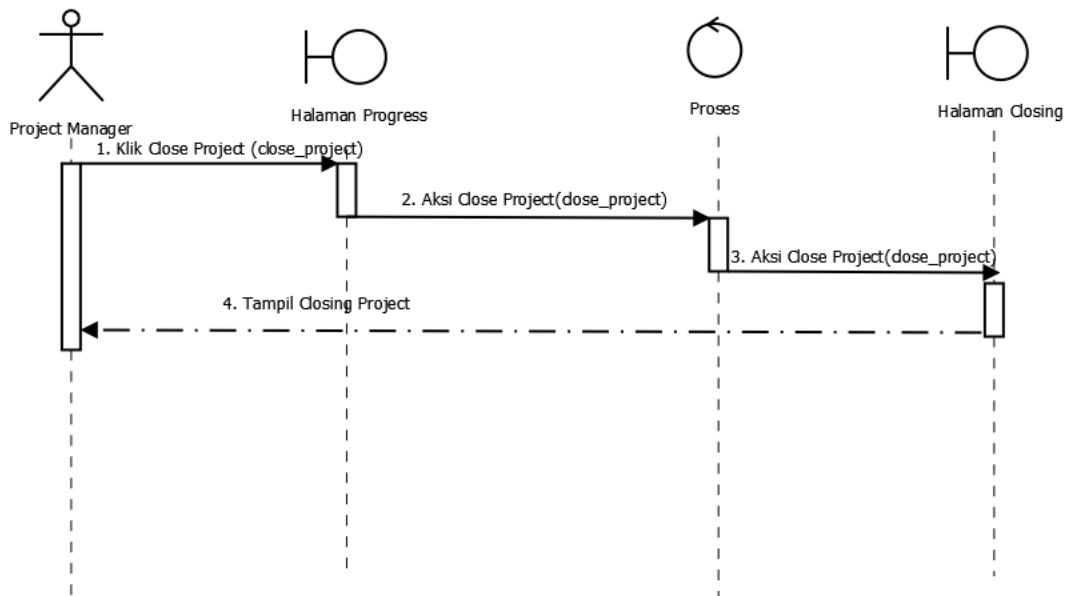 Project Manager
Halaman Progress
Proses
Halaman Closing
1. Klik Close Project (close_project)
2. Aksi Close Project(close_project)
3. Aksi Close Project(close_project)
4. Tampil Closing Project